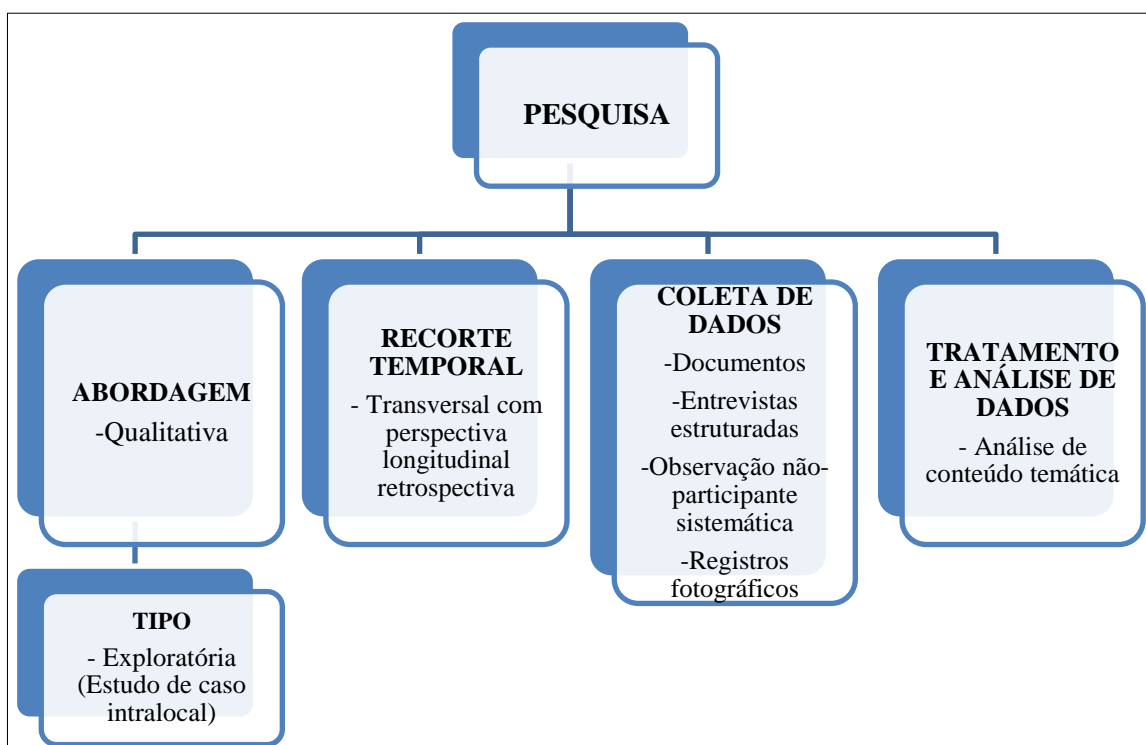 PESQUISA
ABORDAGEM
-Qualitativa
TIPO
- Exploratória
(Estudo de caso
intralocal)
RECORTE
TEMPORAL
- Transversal com
perspectiva
longitudinal
retrospectiva
COLETA DE
DADOS
-Documentos
-Entrevistas
estruturadas
-Observação não-
participante
sistemática
-Registros
fotográficos
TRATAMENTO
E ANÁLISE DE
DADOS
- Análise de
conteúdo temática